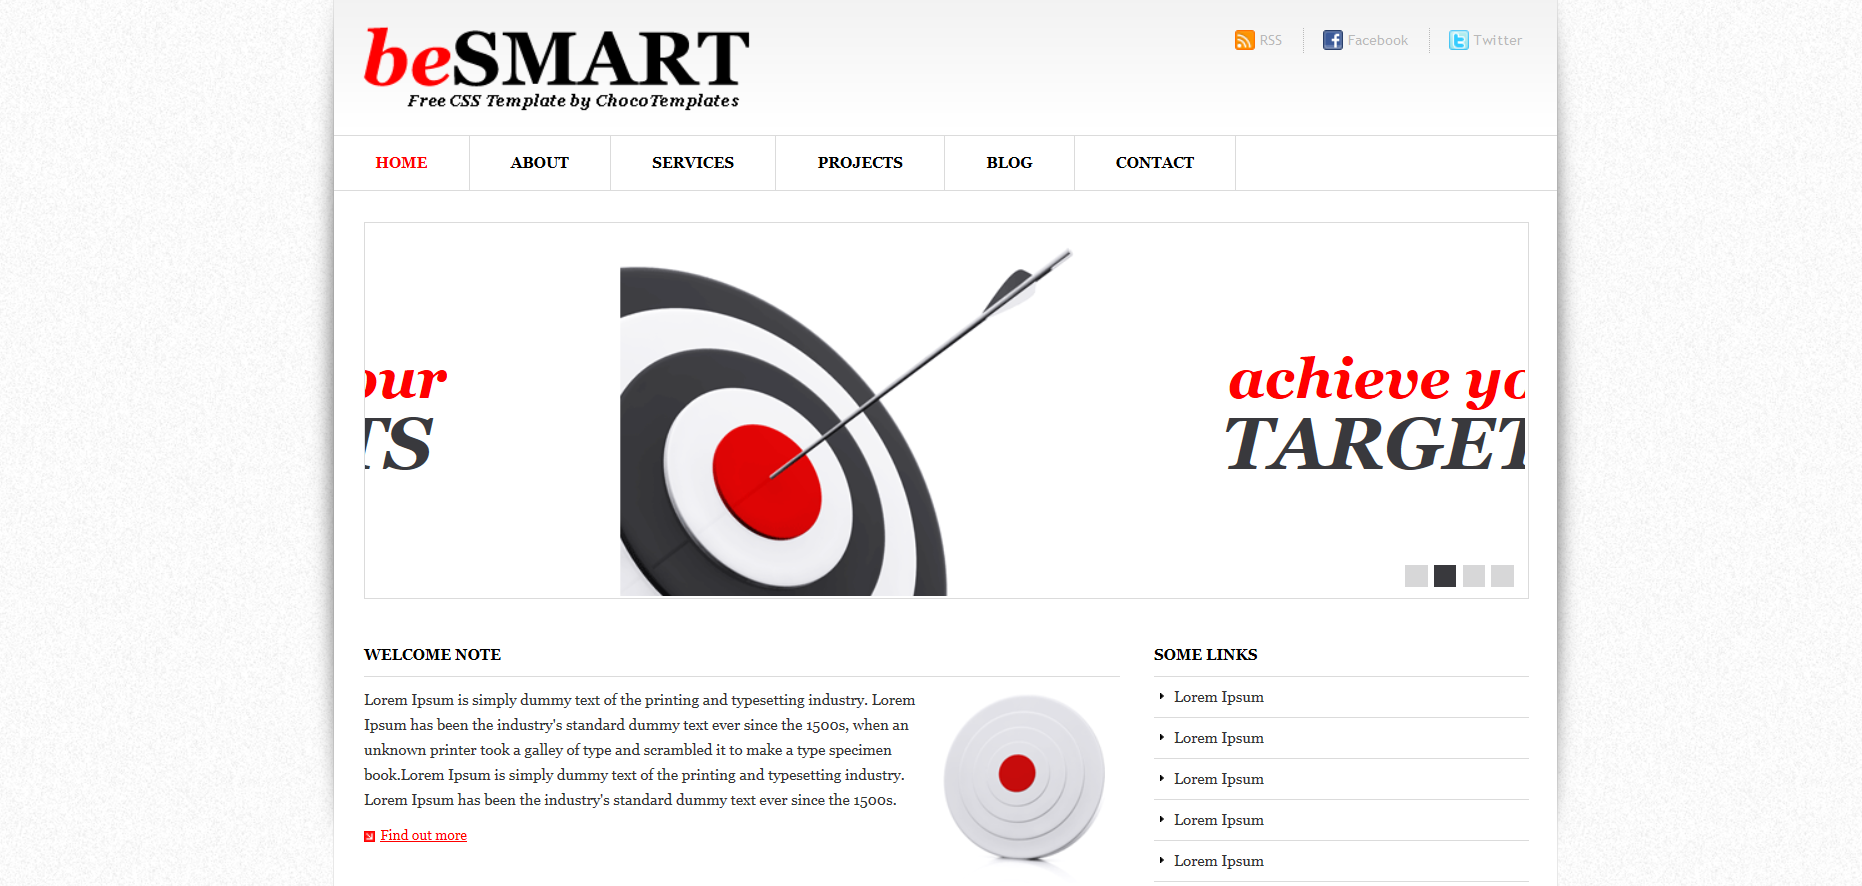 beSMART
Free CSS Template by ChocoTemplates
RSS
Facebook
Twitter
HOME
ABOUT
SERVICES
PROJECTS
BLOG
CONTACT
our
TS
achieve yo
TARGET
WELCOME NOTE
Lorem Ipsum is simply dummy text of the printing and typesetting industry. Lorem
Ipsum has been the industry's standard dummy text ever since the 1500s, when an
unknown printer took a galley of type and scrambled it to make a type specimen
book.Lorem Ipsum is simply dummy text of the printing and typesetting industry.
Lorem Ipsum has been the industry's standard dummy text ever since the 1500s.
Find out more
SOME LINKS
Lorem Ipsum
Lorem Ipsum
Lorem Ipsum
Lorem Ipsum
Lorem Ipsum